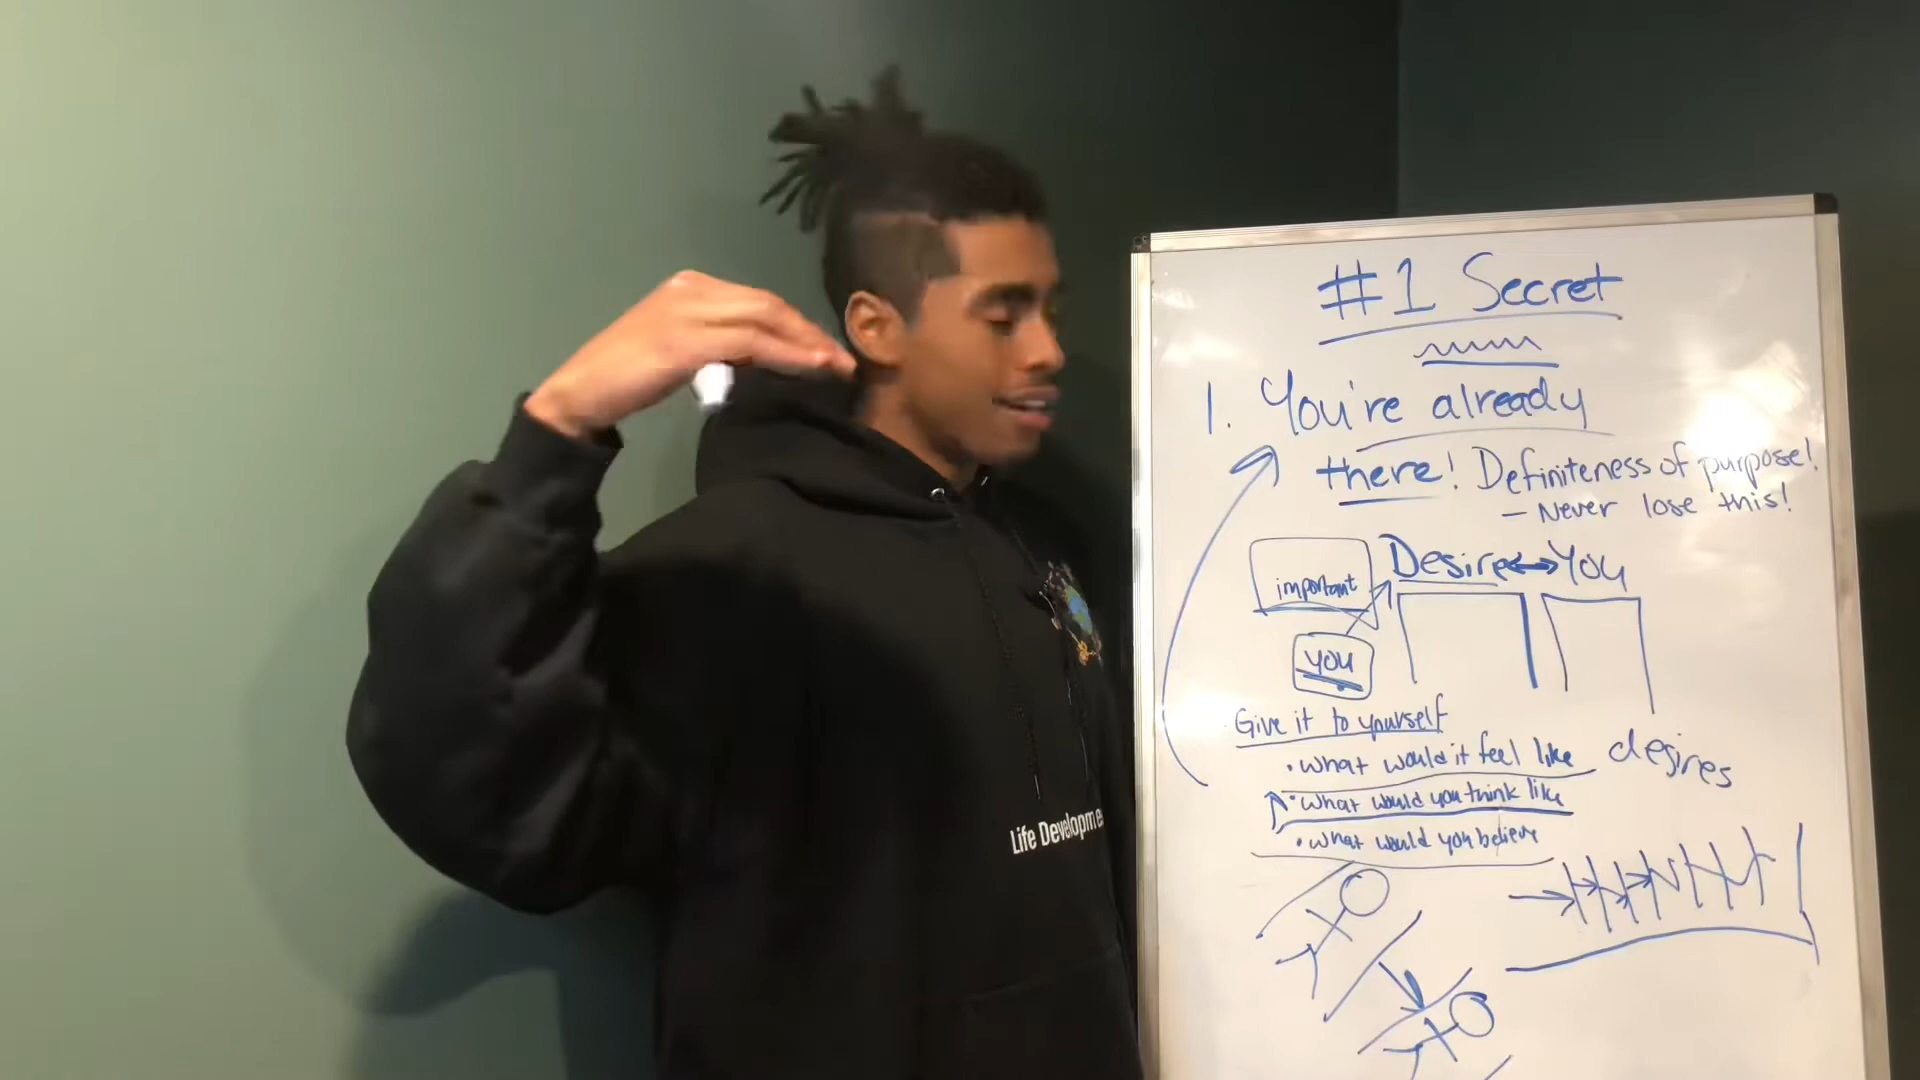 #1 Secret
1. You're already
there! Definiteness of purpose!
— Never lose this!
important
Desire ↔ You
you
Give it to yourself
• what would it feel like
desires
• what would you think like
• what would you believe
Life Developme